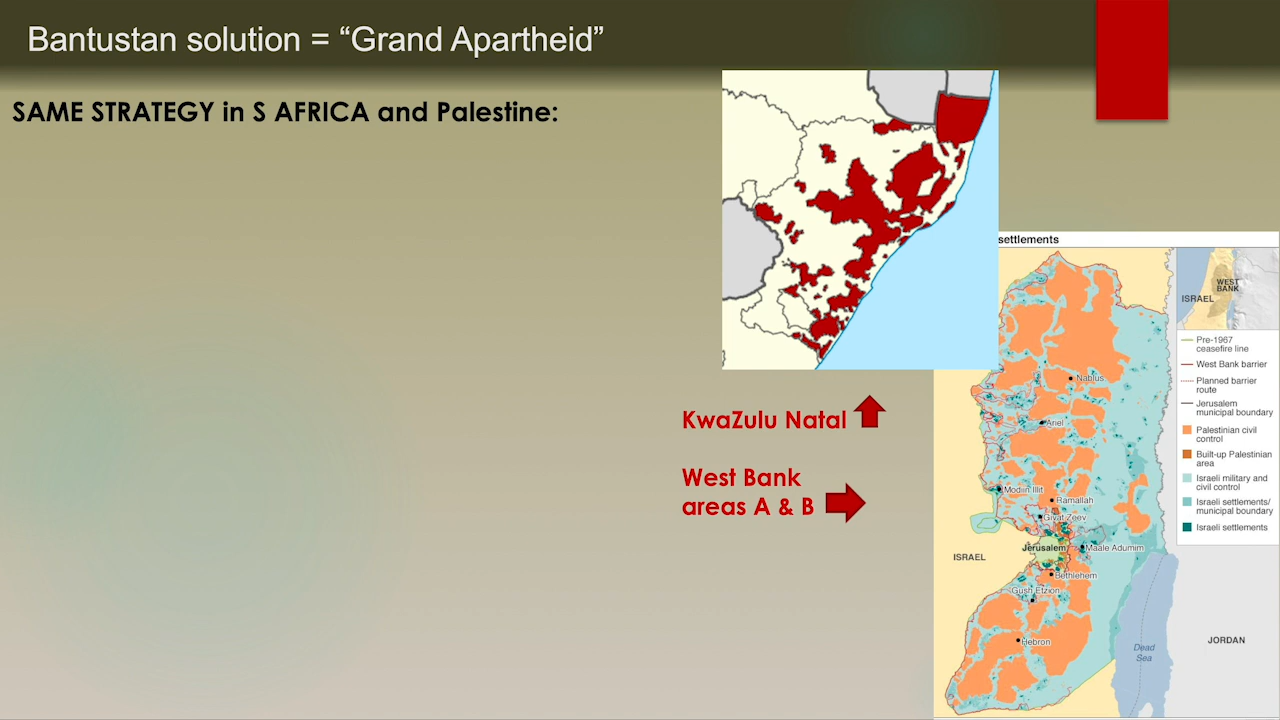 Bantustan solution = “Grand Apartheid”
SAME STRATEGY in S AFRICA and Palestine:
settlements
WEST
BANK
ISRAEL
Pre-1967
ceasefire line
West Bank barrier
Planned barrier
route
Jerusalem
municipal boundary
Palestinian civil
control
Built-up Palestinian
area
Israeli military and
civil control
Israeli settlements/
municipal boundary
Israeli settlements
KwaZulu Natal
West Bank
areas A & B
Nablus
Ariel
Modiin Illit
Ramallah
Givat Zeev
Jerusalem
Maale Adumim
ISRAEL
Bethlehem
Gush Etzion
Hebron
Dead
Sea
JORDAN